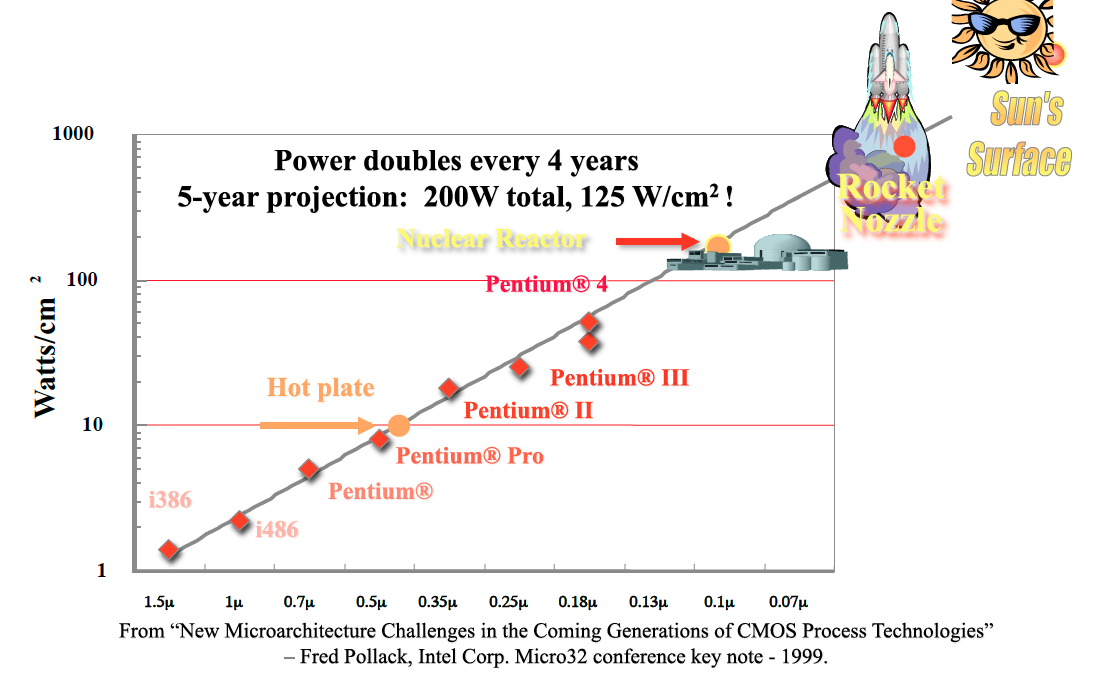 Sun's
Surface
1000
Power doubles every 4 years
5-year projection: 200W total, 125 W/cm² !
Rocket
Nozzle
Nuclear Reactor
100
Pentium® 4
Watts/cm ²
Pentium® III
Hot plate
Pentium® II
10
Pentium® Pro
Pentium®
i386
i486
1
1.5μ 1μ 0.7μ 0.5μ 0.35μ 0.25μ 0.18μ 0.13μ 0.1μ 0.07μ
From “New Microarchitecture Challenges in the Coming Generations of CMOS Process Technologies”
– Fred Pollack, Intel Corp. Micro32 conference key note - 1999.